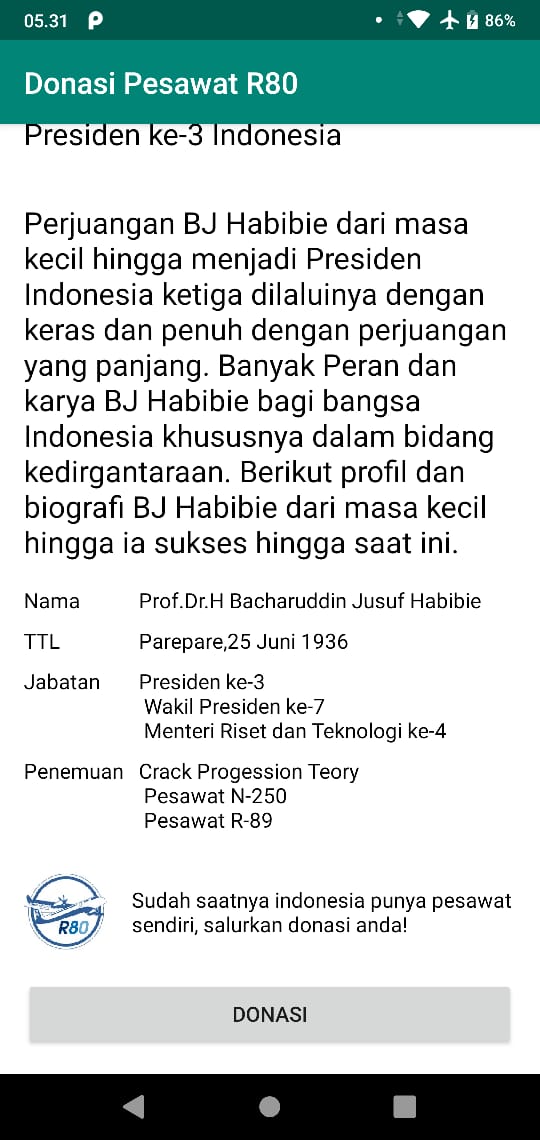 05.31
86%
Donasi Pesawat R80
Presiden ke-3 Indonesia
Perjuangan BJ Habibie dari masa
kecil hingga menjadi Presiden
Indonesia ketiga dilaluinya dengan
keras dan penuh dengan perjuangan
yang panjang. Banyak Peran dan
karya BJ Habibie bagi bangsa
Indonesia khususnya dalam bidang
kedirgantaraan. Berikut profil dan
biografi BJ Habibie dari masa kecil
hingga ia sukses hingga saat ini.
Nama Prof.Dr.H Bacharuddin Jusuf Habibie
TTL Parepare,25 Juni 1936
Jabatan Presiden ke-3
Wakil Presiden ke-7
Menteri Riset dan Teknologi ke-4
Penemuan Crack Progession Teory
Pesawat N-250
Pesawat R-89
R80
Sudah saatnya indonesia punya pesawat
sendiri, salurkan donasi anda!
DONASI